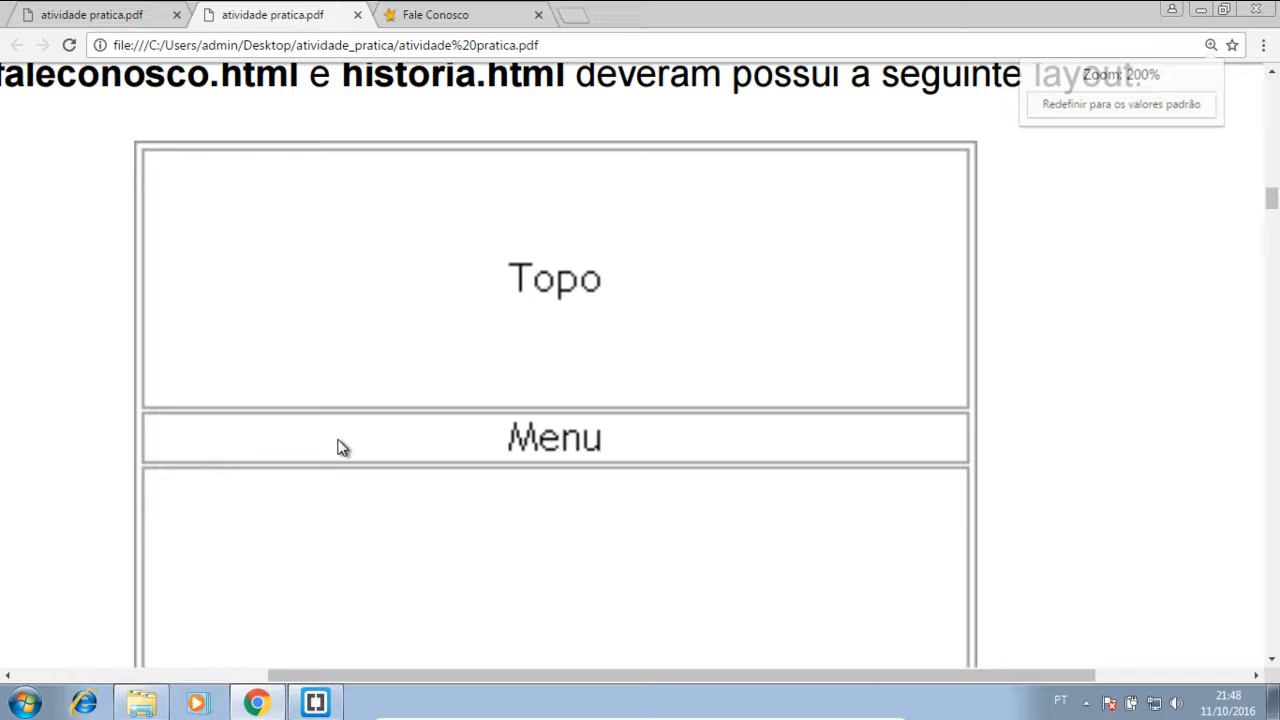 atividade pratica.pdf
atividade pratica.pdf
Fale Conosco
file:///C:/Users/admin/Desktop/atividade_pratica/atividade%20pratica.pdf
faleconosco.html e historia.html deveram possui a seguinte layout:
Zoom: 200%
Redefinir para os valores padrão
Topo
Menu
PT
21:48
11/10/2016